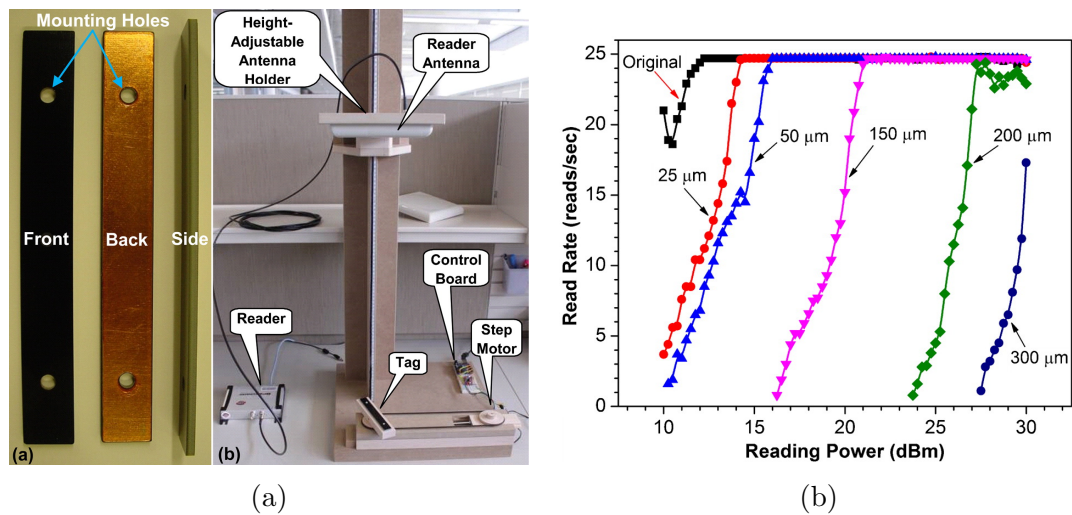 Mounting Holes
Front
Back
Side
(a)
Height-
Adjustable
Antenna
Holder
Reader
Antenna
Control
Board
Reader
Step
Motor
Tag
(b)
Read Rate (reads/sec)
25
20
15
10
5
0
Original
25 μm
50 μm
150 μm
200 μm
300 μm
10
15
20
25
30
Reading Power (dBm)
(a)
(b)